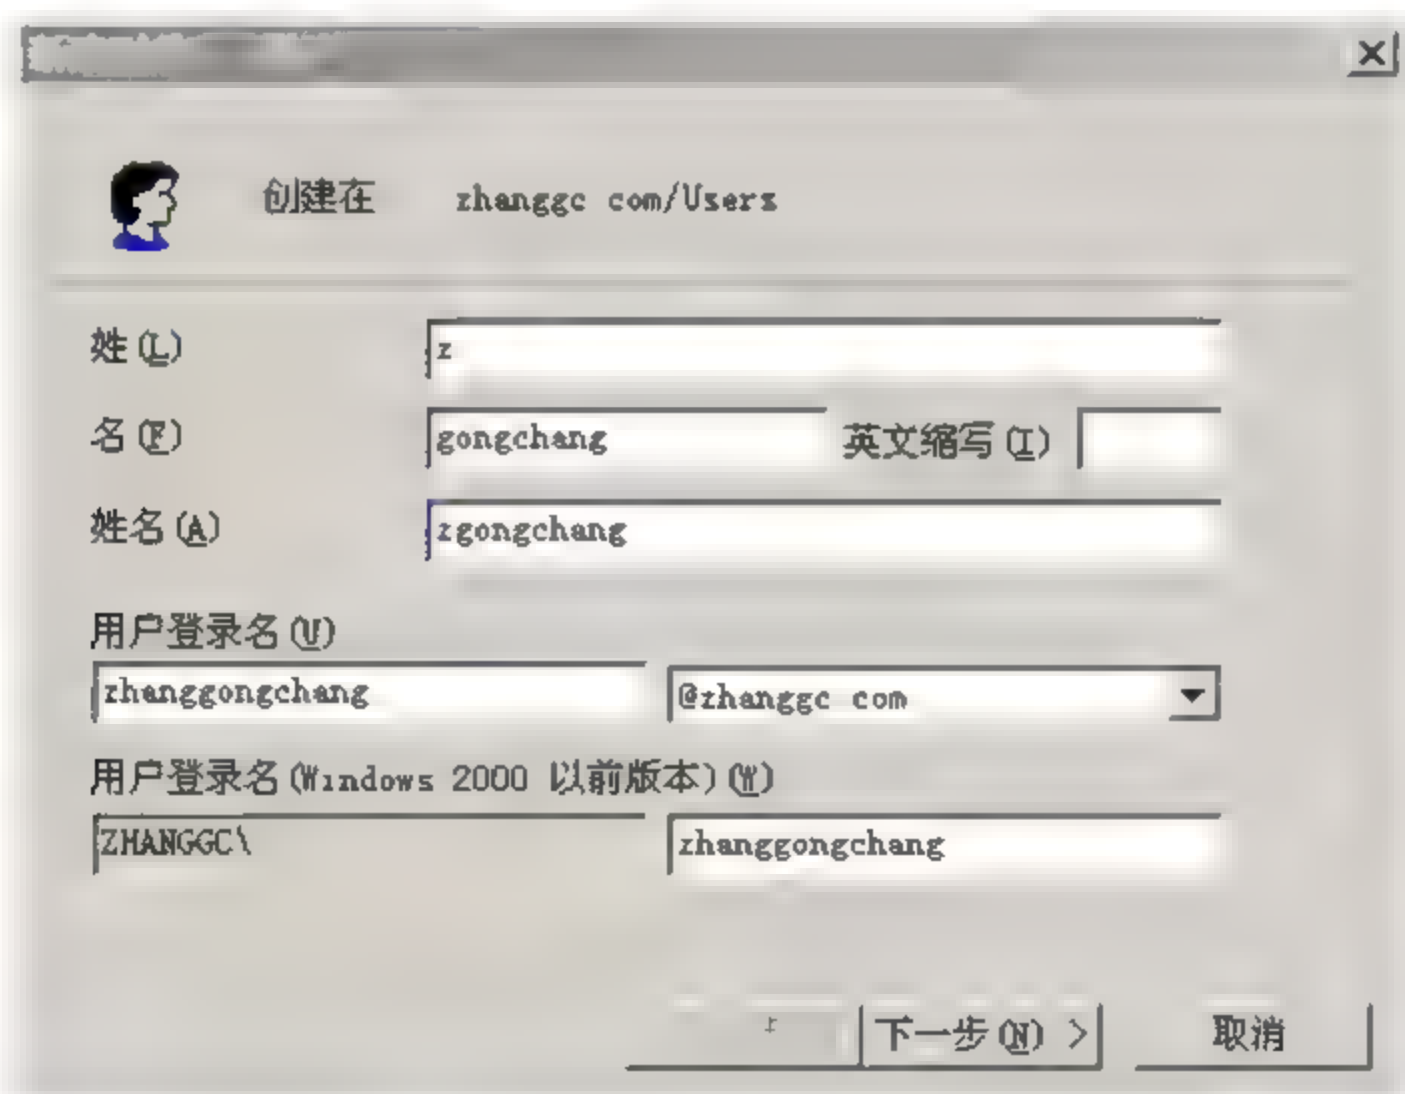 创建在 zhanggc com/Users
姓(L) z
名(F) gongchang 英文缩写(I)
姓名(A) zgongchang
用户登录名(U)
zhanggongchang @zhanggc com
用户登录名(Windows 2000 以前版本)(W)
ZHANGGC\ zhanggongchang
下一步(N) > 取消